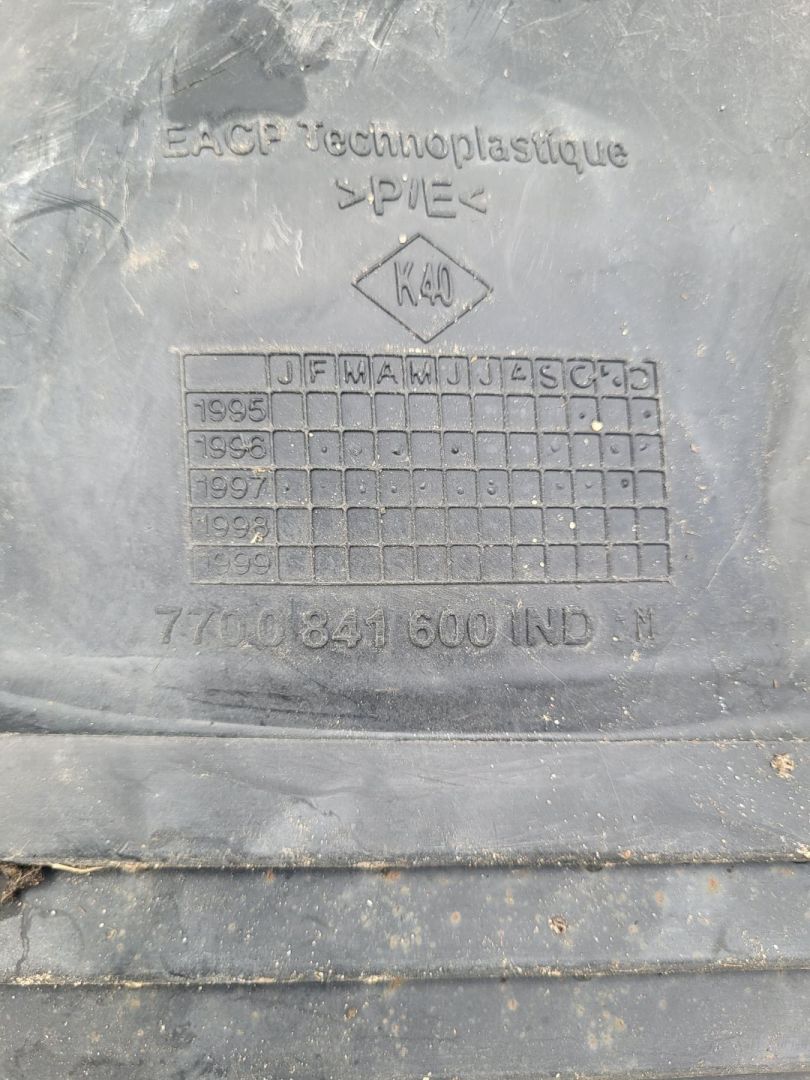 EACP Technoplastique
>P/E<
K40
J F M A M J J A S O N D
1995
1996
1997
1998
1999
7700 841 600 IND M